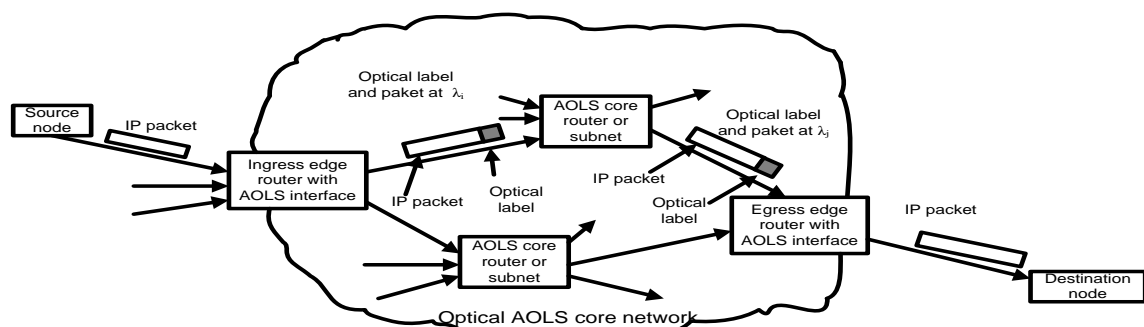 Source
node
IP packet
Ingress edge
router with
AOLS interface
Optical label
and paket at λi
IP packet
Optical
label
AOLS core
router or
subnet
Optical label
and paket at λj
IP packet
Optical
label
AOLS core
router or
subnet
Egress edge
router with
AOLS interface
IP packet
Destination
node
Optical AOLS core network